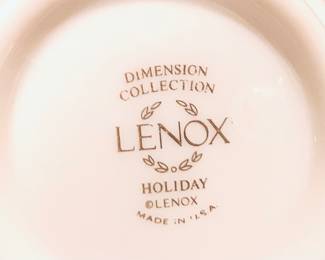 DIMENSION
COLLECTION
LENOX
HOLIDAY
©LENOX
MADE IN U.S.A.